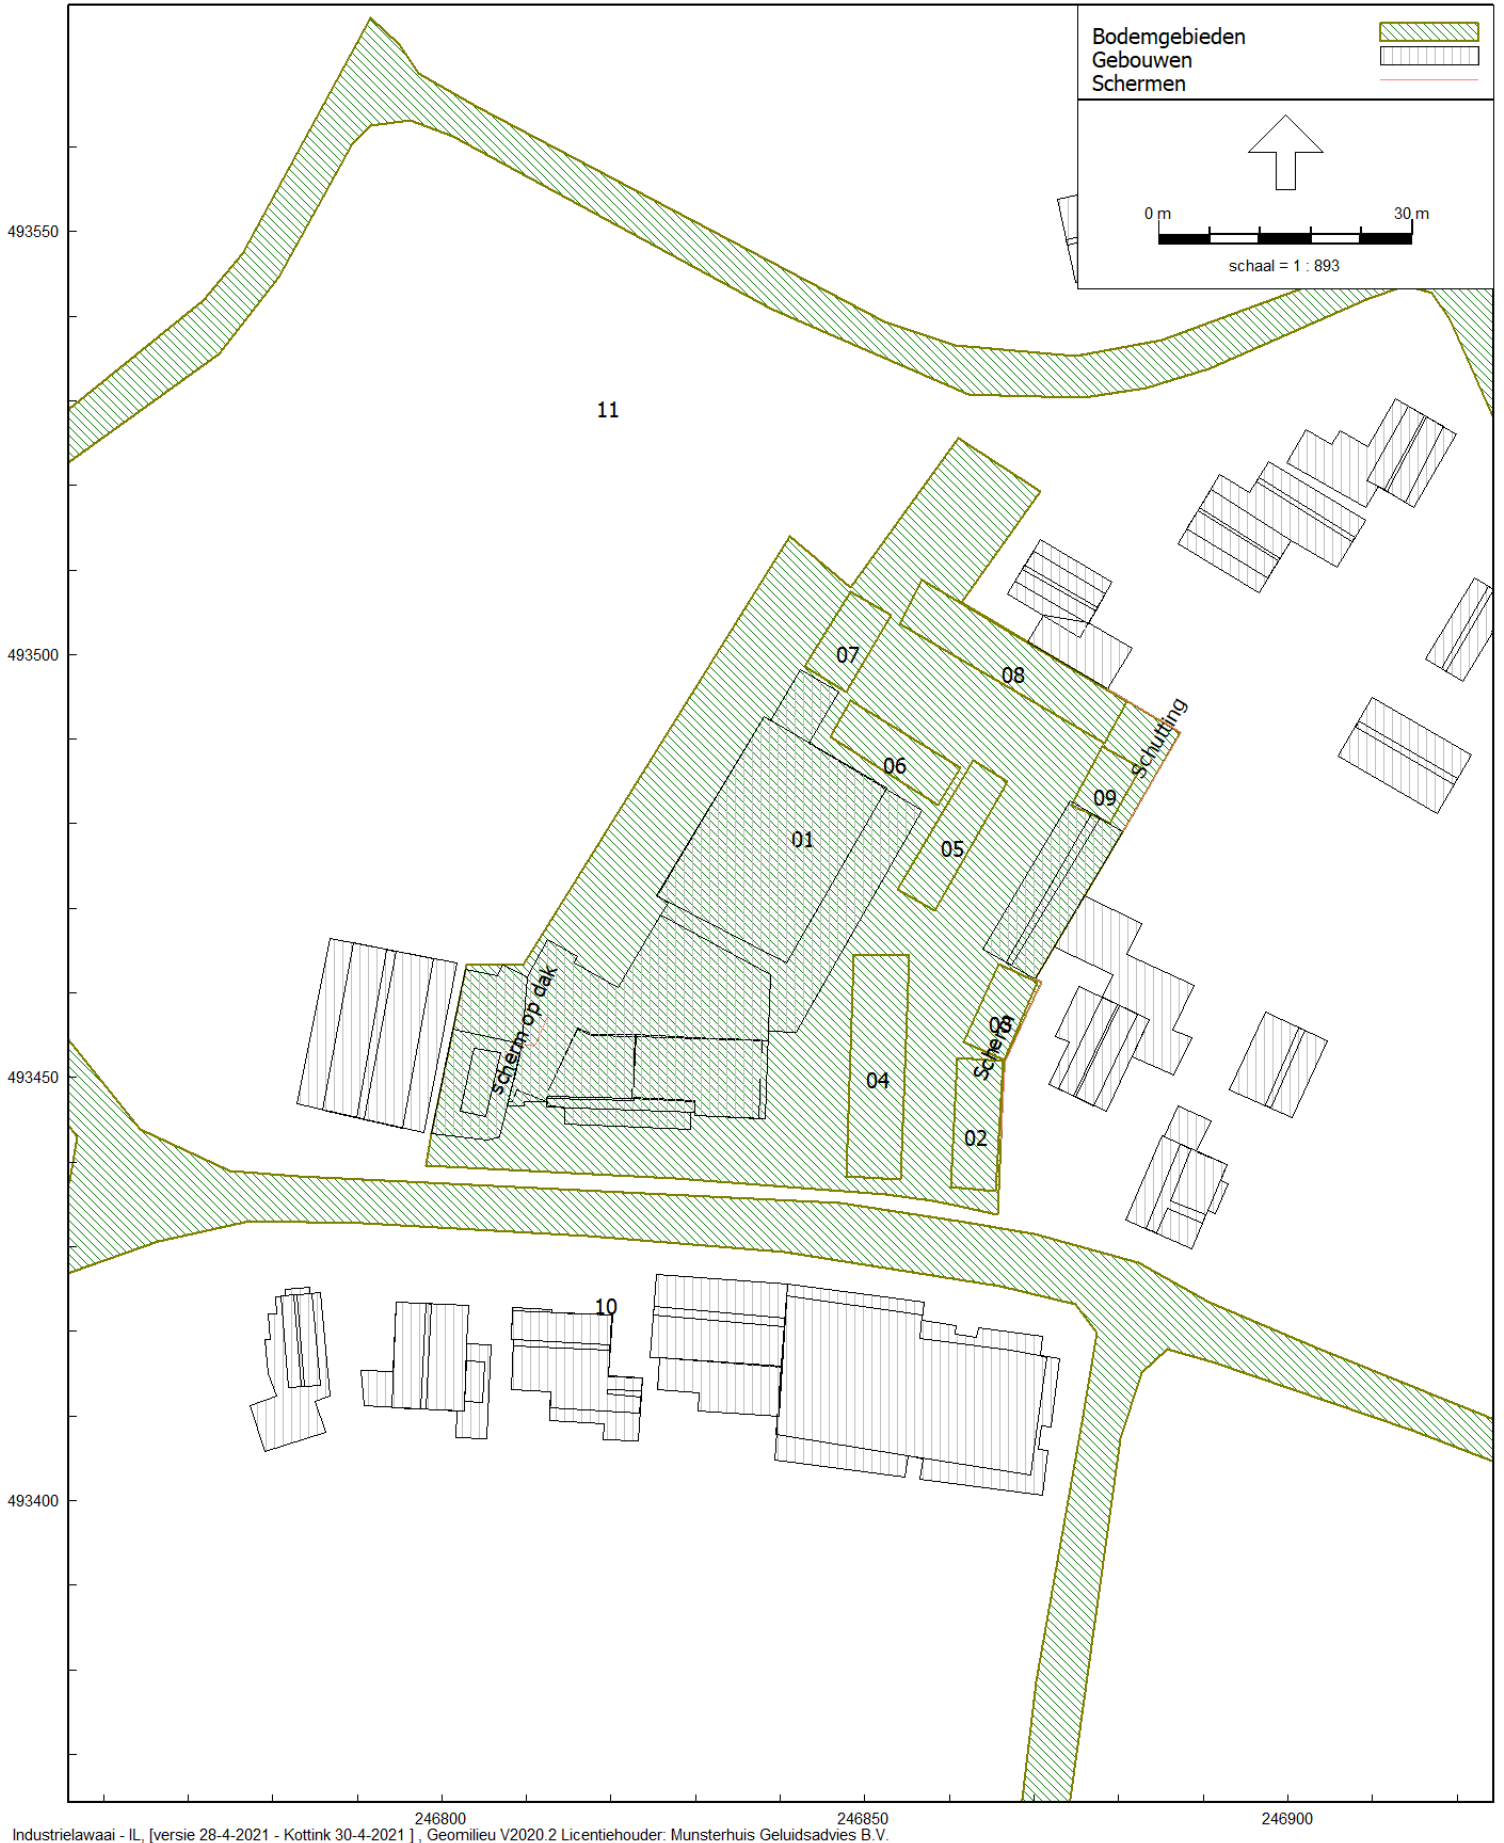 Bodemgebieden
Gebouwen
Schermen
0 m 30 m
schaal = 1 : 893
493550
11
493500
07
08
Schutting
06
09
01
05
scherm op dak
03
Scherm
493450
04
02
10
493400
246800 246850 246900
Industrielawaai - IL, [versie 28-4-2021 - Kottink 30-4-2021 ] , Geomilieu V2020.2 Licentiehouder: Munsterhuis Geluidsadvies B.V.